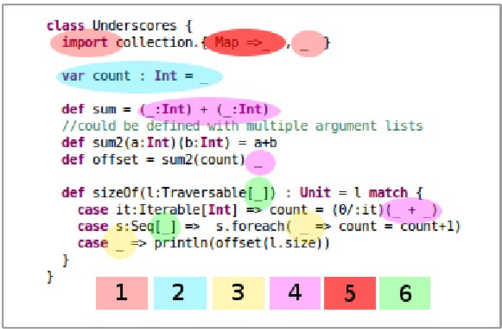 class Underscores {
import collection.{ Map =>_ , _ }
var count : Int = _
def sum = (_:Int) + (_:Int)
//could be defined with multiple argument lists
def sum2(a:Int)(b:Int) = a+b
def offset = sum2(count) _
def sizeOf(l:Traversable[_]) : Unit = l match {
case it:Iterable[Int] => count = (0/:it)(_ + _)
case s:Seq[_] => s.foreach( _ => count = count+1)
case _ => println(offset(l.size))
}
}
1 2 3 4 5 6